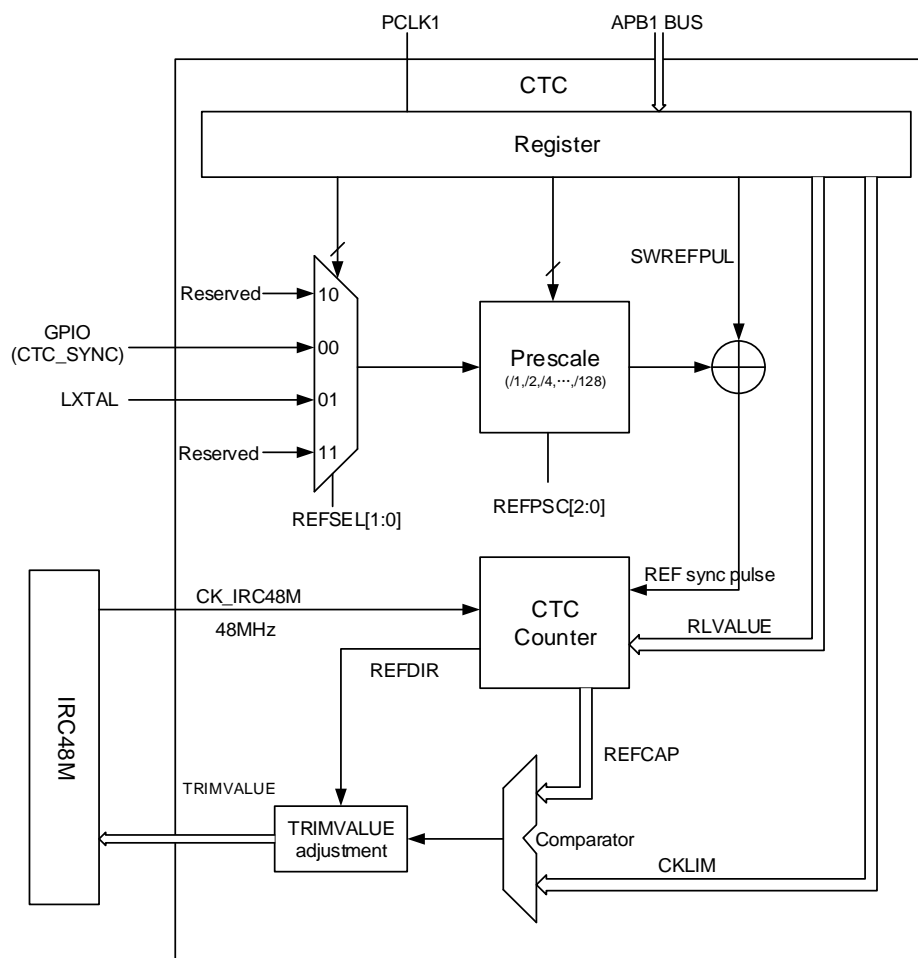 PCLK1
APB1 BUS
CTC
Register
SWREFPUL
Reserved
10
GPIO
(CTC_SYNC)
00
LXTAL
01
Reserved
11
Prescale
(/1,/2,/4,···,/128)
REFSEL[1:0]
REFPSC[2:0]
CK_IRC48M
48MHz
CTC
Counter
REF sync pulse
RLVALUE
REFDIR
IRC48M
REFCAP
TRIMVALUE
TRIMVALUE
adjustment
Comparator
CKLIM